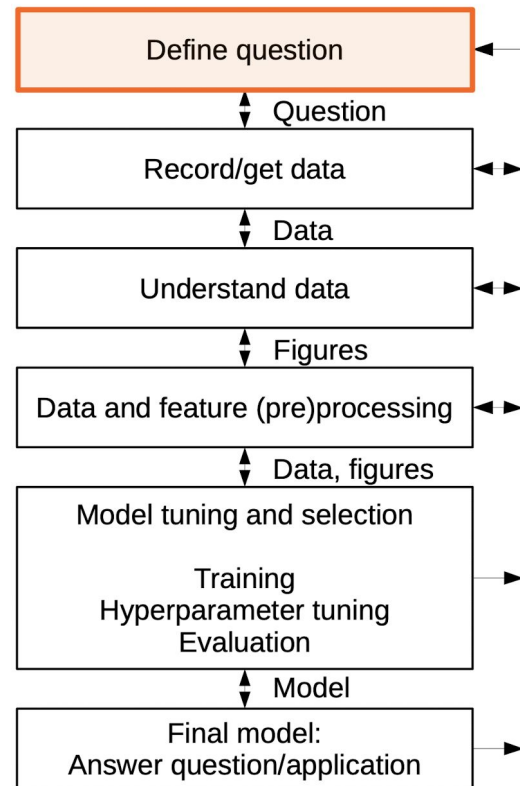 Define question
Question
Record/get data
Data
Understand data
Figures
Data and feature (pre)processing
Data, figures
Model tuning and selection
Training
Hyperparameter tuning
Evaluation
Model
Final model:
Answer question/application